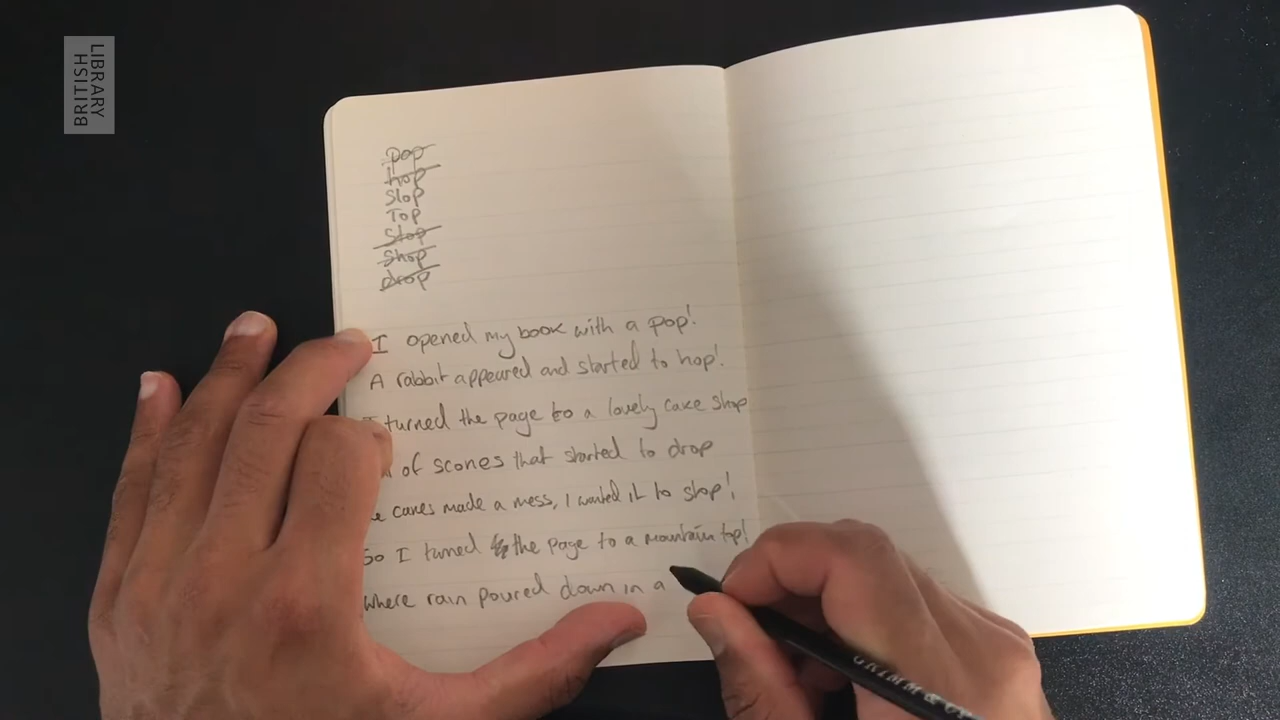 BRITISH
LIBRARY
pop
hop
Slop
Top
Stop
Shop
drop
I opened my book with a pop!
A rabbit appeared and started to hop!
I turned the page to a lovely cake shop
of scones that started to drop
cakes made a mess, I wanted it to stop!
So I turned the page to a mountain top!
Where rain poured down in a